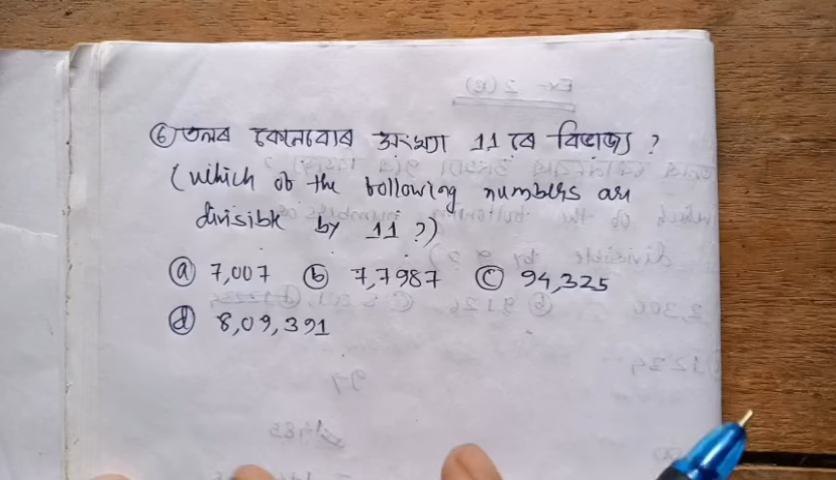 ⑥ তলৰ কোনবোৰ সংখ্যা 11 ৰে বিভাজ্য ?
(which of the following numbers are
divisible by 11 ?)
ⓐ 7,007 ⓑ 7,7987 ⓒ 94,325
ⓓ 8,09,391